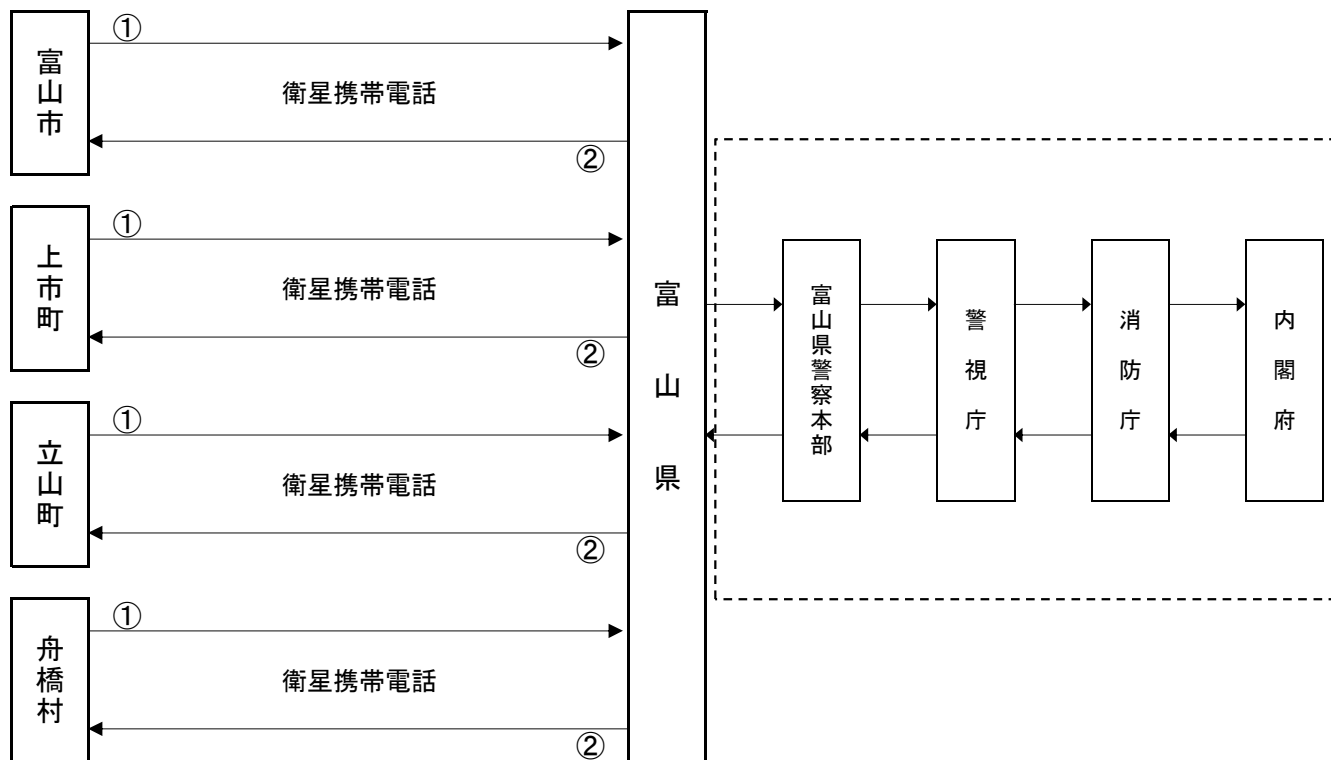 富山市
①
衛星携帯電話
②
上市町
①
衛星携帯電話
②
立山町
①
衛星携帯電話
②
舟橋村
①
衛星携帯電話
②
富山県
富山県警察本部
警視庁
消防庁
内閣府